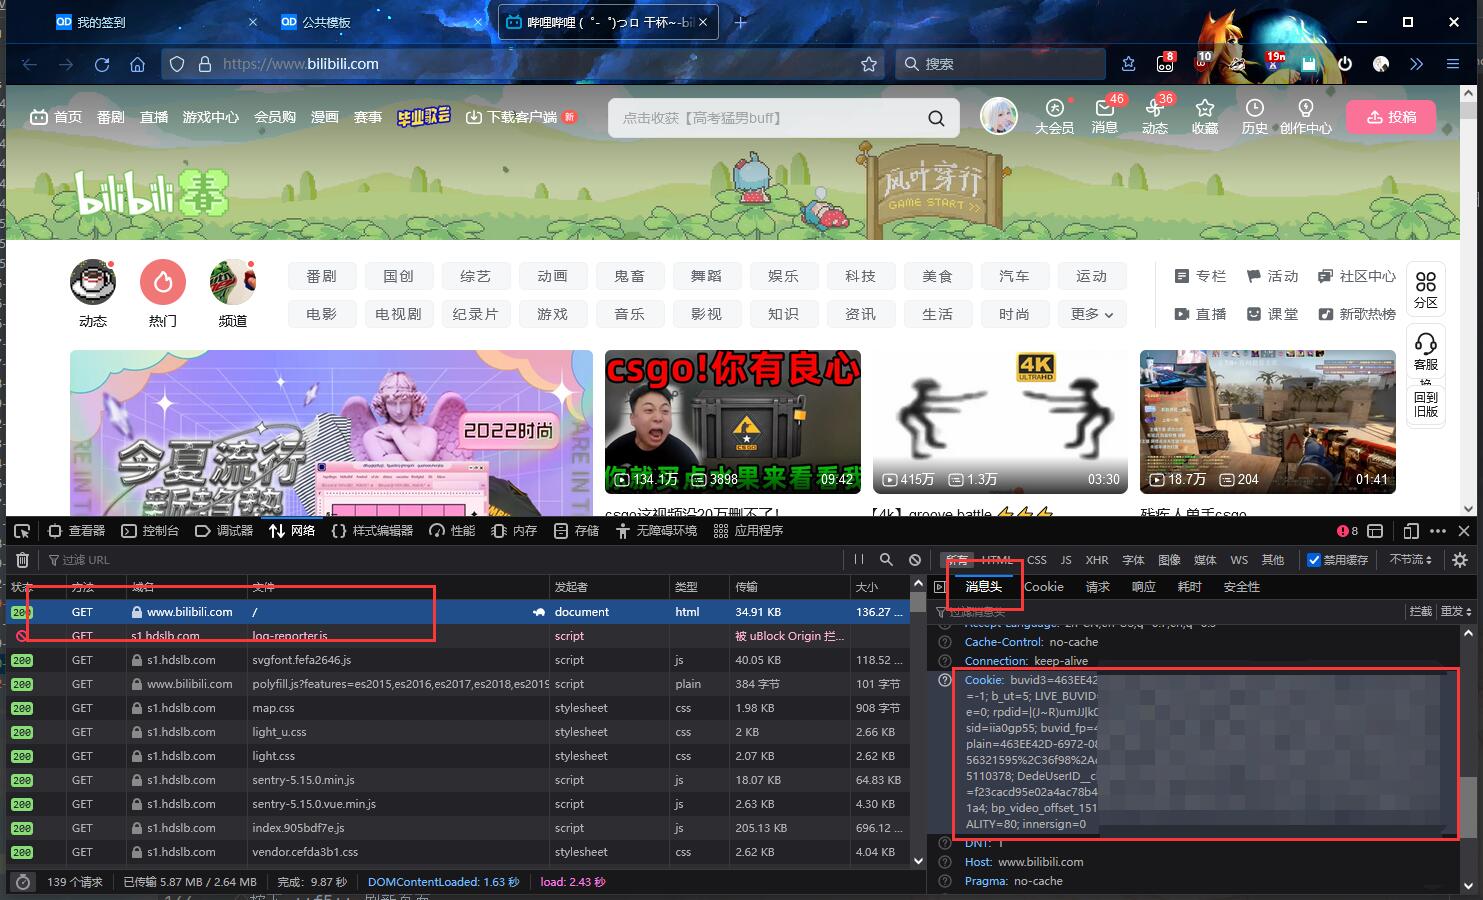 我的签到
公共模板
哔哩哔哩 (゜-゜)つロ 干杯~-bil
https://www.bilibili.com
搜索
8
10
19n
首页 番剧 直播 游戏中心 会员购 漫画 赛事 毕业歌会 下载客户端 新
点击收获【高考猛男buff】
大会员 消息 动态 收藏 历史 创作中心 投稿
46
36
bilibili 春
风叶穿行
GAME START >>
动态
热门
频道
番剧 国创 综艺 动画 鬼畜 舞蹈 娱乐 科技 美食 汽车 运动
电影 电视剧 纪录片 游戏 音乐 影视 知识 资讯 生活 时尚 更多
专栏 活动 社区中心
直播 课堂 新歌热榜
分区
客服
回到
旧版
今夏流行
新趋势
2022时尚
csgo!你有良心
134.1万 3898 09:42
csgo这视频没20万删不了!
4K
ULTRA HD
415万 1.3万 03:30
【4k】groove battle ⚡⚡⚡
18.7万 204 01:41
残疾人单手csgo
查看器 控制台 调试器 网络 样式编辑器 性能 内存 存储 无障碍环境 应用程序 8
过滤 URL
所有 HTML CSS JS XHR 字体 图像 媒体 WS 其他 禁用缓存 不节流
状态 方法 域名 文件 发起者 类型 传输 大小
200 GET www.bilibili.com / document html 34.91 KB 136.27 ...
GET s1.hdslb.com log-reporter.js script 被 uBlock Origin 拦...
200 GET s1.hdslb.com svgfont.fefa2646.js script js 40.05 KB 118.52 ...
200 GET www.bilibili.com polyfill.js?features=es2015,es2016,es2017,es2018,es2019 script plain 384 字节 101 字节
200 GET s1.hdslb.com map.css stylesheet css 1.98 KB 908 字节
200 GET s1.hdslb.com light_u.css stylesheet css 2 KB 2.66 KB
200 GET s1.hdslb.com light.css stylesheet css 2.07 KB 2.62 KB
200 GET s1.hdslb.com sentry-5.15.0.min.js script js 18.07 KB 64.83 KB
200 GET s1.hdslb.com sentry-5.15.0.vue.min.js script js 2.63 KB 4.30 KB
200 GET s1.hdslb.com index.905bdf7e.js script js 205.13 KB 696.12 ...
200 GET s1.hdslb.com vendor.cefda3b1.css stylesheet css 2.62 KB 4.04 KB
139 个请求 已传输 5.87 MB / 2.64 MB 完成：9.87 秒 DOMContentLoaded: 1.63 秒 load: 2.43 秒
消息头 Cookie 请求 响应 耗时 安全性
过滤消息头 拦截 重发
Cache-Control: no-cache
Connection: keep-alive
Cookie: buvid3=463EE42
=-1; b_ut=5; LIVE_BUVID=
e=0; rpdid=|(J~R)umJJ|k0
sid=iia0gp55; buvid_fp=4
plain=463EE42D-6972-08
56321595%2C36f98%2A
5110378; DedeUserID__c
=f23cacd95e02a4ac78b4
1a4; bp_video_offset_151
ALITY=80; innersign=0
DNT: 1
Host: www.bilibili.com
Pragma: no-cache